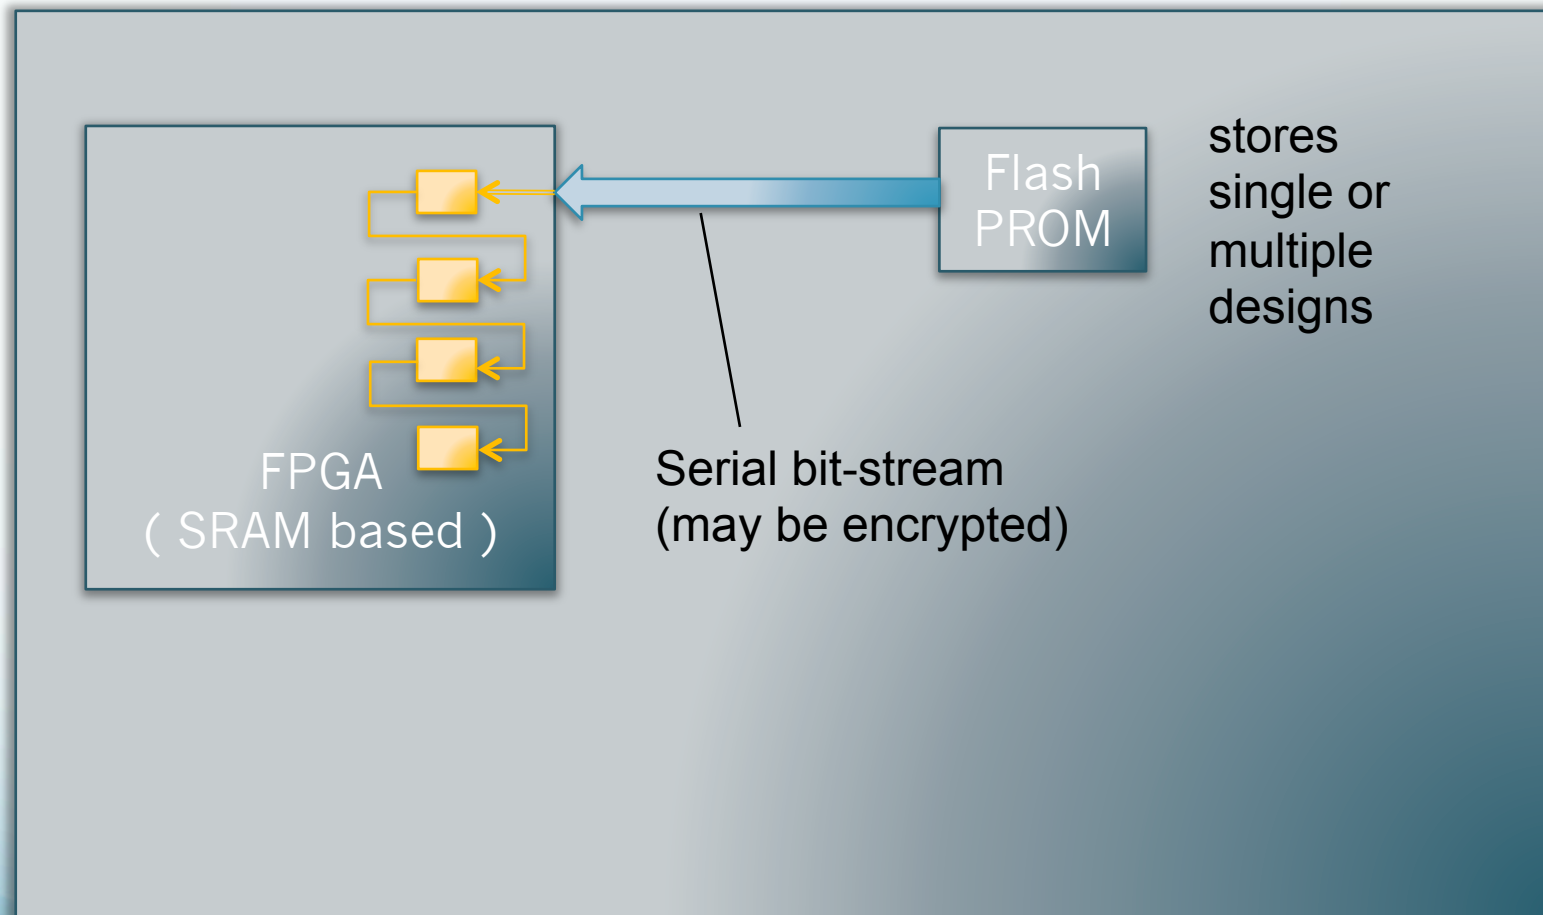 Flash
PROM
stores
single or
multiple
designs
FPGA
( SRAM based )
Serial bit-stream
(may be encrypted)